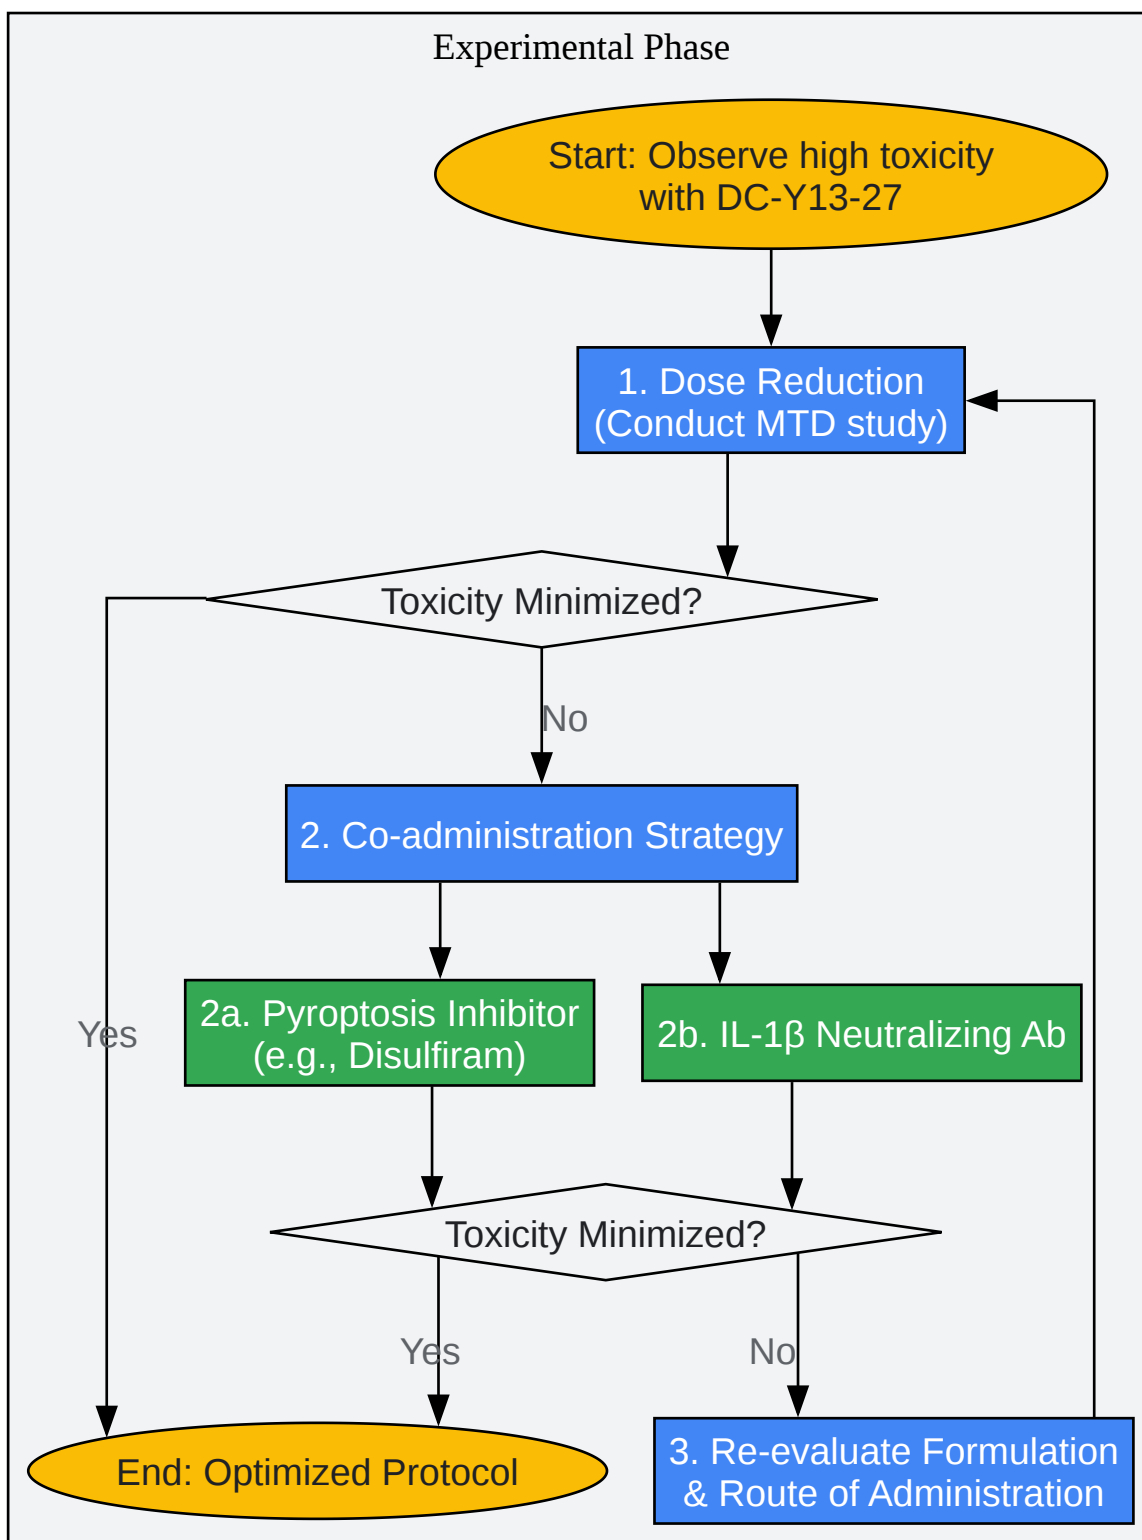 Experimental Phase
Start: Observe high toxicity
with DC-Y13-27
1. Dose Reduction
(Conduct MTD study)
Toxicity Minimized?
No
2. Co-administration Strategy
2a. Pyroptosis Inhibitor
(e.g., Disulfiram)
2b. IL-1β Neutralizing Ab
Yes
Toxicity Minimized?
Yes
No
End: Optimized Protocol
3. Re-evaluate Formulation
& Route of Administration